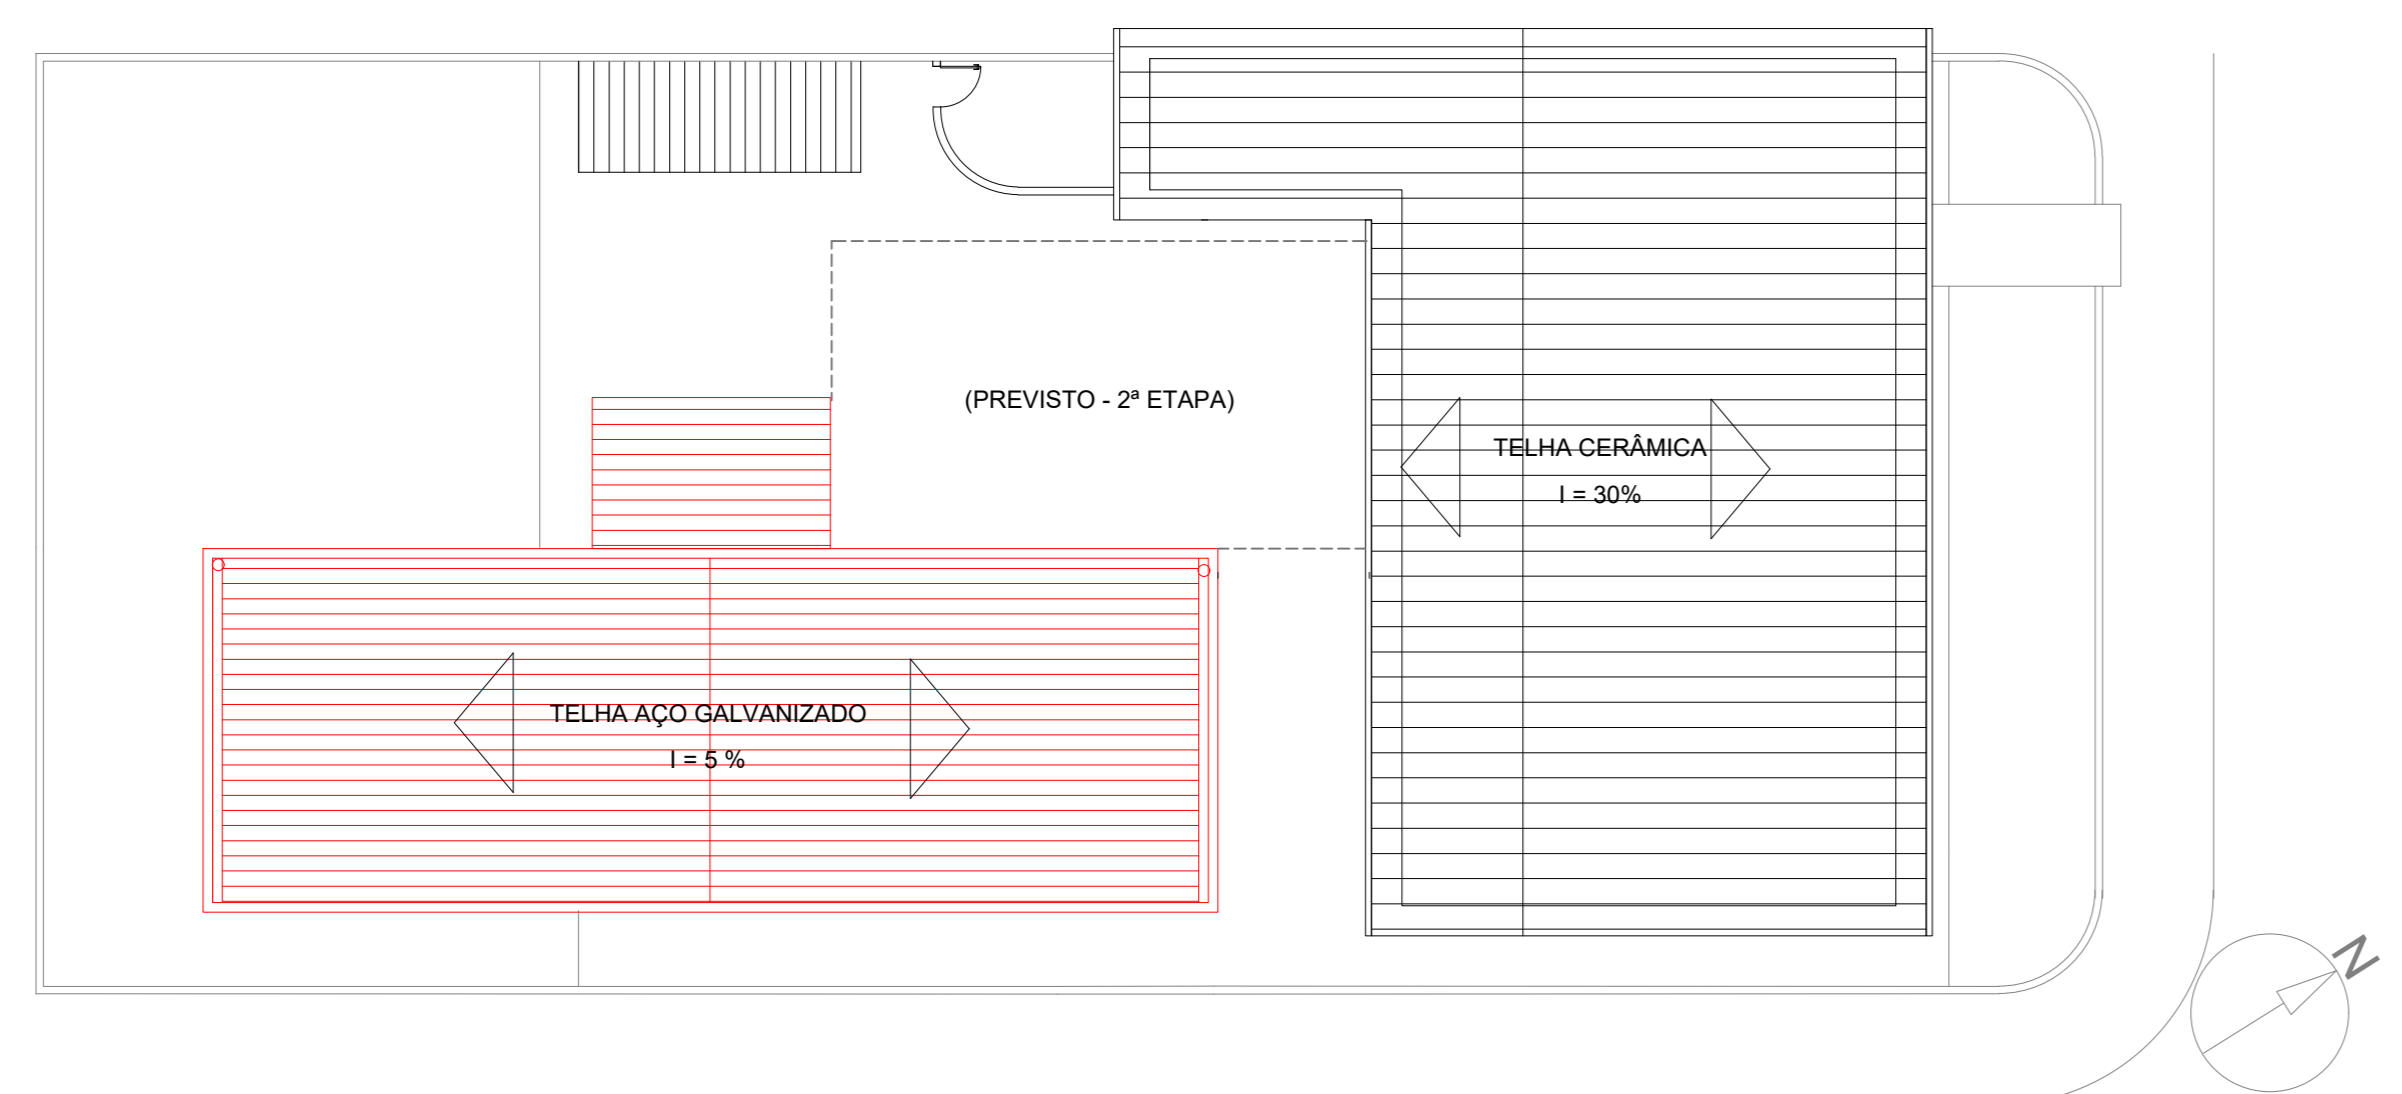 (PREVISTO - 2ª ETAPA)
TELHA CERÂMICA
I = 30%
TELHA AÇO GALVANIZADO
I = 5 %
N